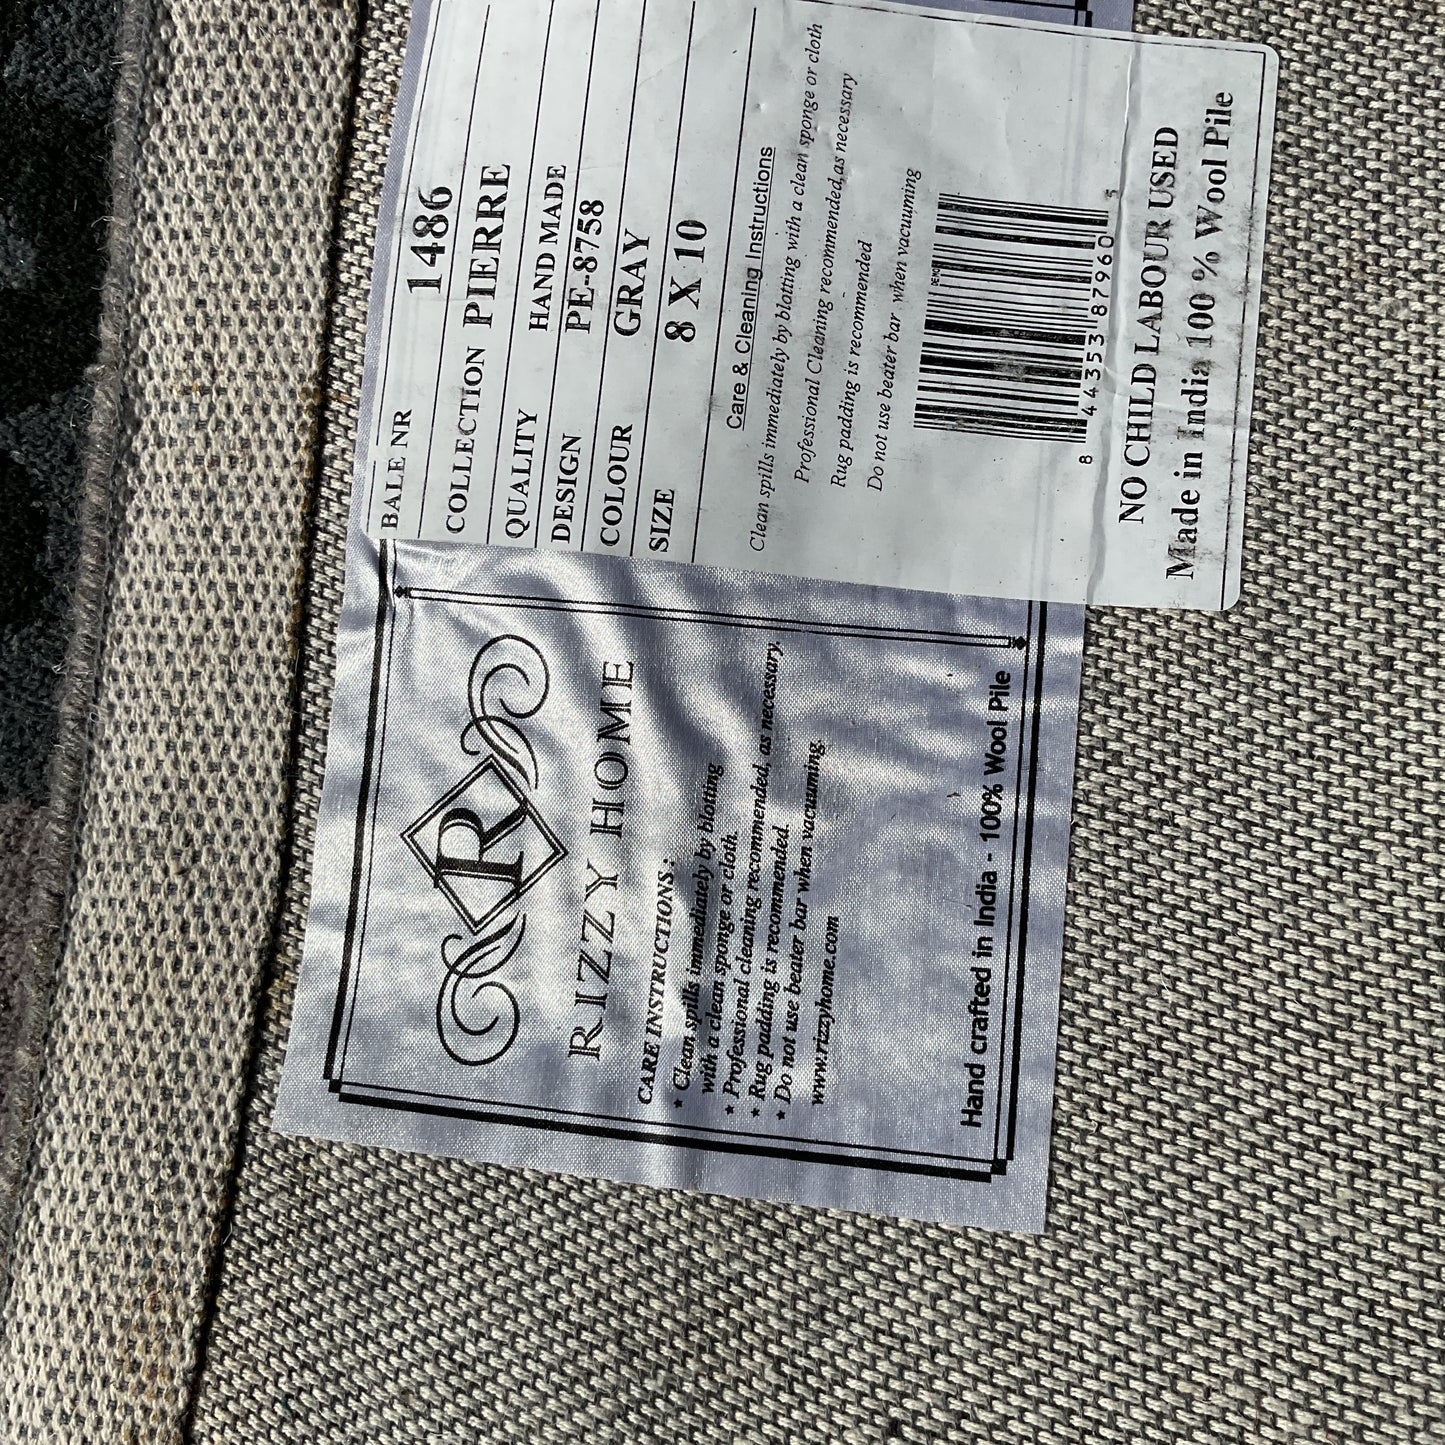 BALE NR 1486
COLLECTION PIERRE
QUALITY HAND MADE
DESIGN PE-8758
COLOUR GRAY
SIZE 8 X 10
Care & Cleaning Instructions
Clean spills immediately by blotting with a clean sponge or cloth
Professional Cleaning recommended,as necessary
Rug padding is recommended
Do not use beater bar when vacuuming
8 44353 87960 5
NO CHILD LABOUR USED
Made in India 100 % Wool Pile
R
RIZZY HOME
CARE INSTRUCTIONS.:
* Clean spills immediately by blotting
with a clean sponge or cloth.
* Professional cleaning recommended, as necessary.
* Rug padding is recommended.
* Do not use beater bar when vacuuming.
www.rizzyhome.com
Hand crafted in India - 100% Wool Pile